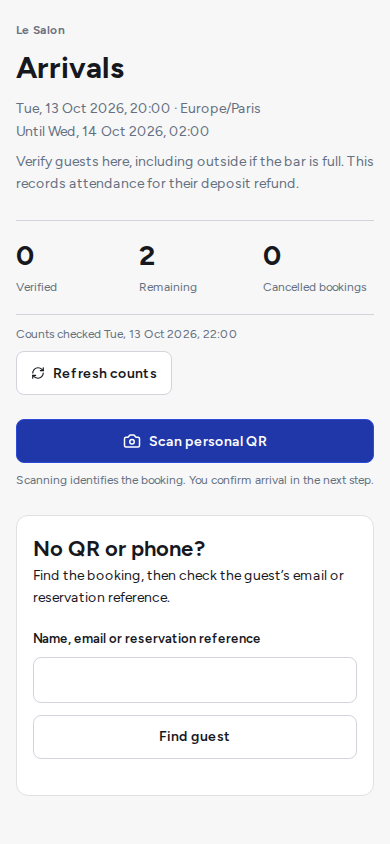 Le Salon
Arrivals
Tue, 13 Oct 2026, 20:00 · Europe/Paris
Until Wed, 14 Oct 2026, 02:00
Verify guests here, including outside if the bar is full. This
records attendance for their deposit refund.
0
2
0
Verified
Remaining
Cancelled bookings
Counts checked Tue, 13 Oct 2026, 22:00
Refresh counts
Scan personal QR
Scanning identifies the booking. You confirm arrival in the next step.
No QR or phone?
Find the booking, then check the guest’s email or
reservation reference.
Name, email or reservation reference
Find guest